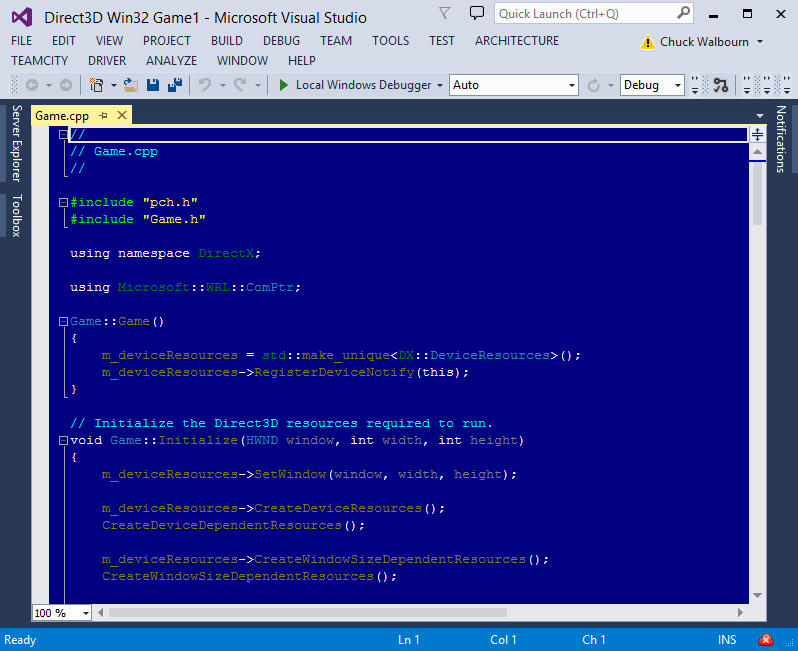 Direct3D Win32 Game1 - Microsoft Visual Studio
Quick Launch (Ctrl+Q)
FILE EDIT VIEW PROJECT BUILD DEBUG TEAM TOOLS TEST ARCHITECTURE
Chuck Walbourn
TEAMCITY DRIVER ANALYZE WINDOW HELP
Local Windows Debugger Auto Debug
Server Explorer
Toolbox
Game.cpp
Notifications
//
// Game.cpp
//
#include "pch.h"
#include "Game.h"
using namespace DirectX;
using Microsoft::WRL::ComPtr;
Game::Game()
{
m_deviceResources = std::make_unique<DX::DeviceResources>();
m_deviceResources->RegisterDeviceNotify(this);
}
// Initialize the Direct3D resources required to run.
void Game::Initialize(HWND window, int width, int height)
{
m_deviceResources->SetWindow(window, width, height);
m_deviceResources->CreateDeviceResources();
CreateDeviceDependentResources();
m_deviceResources->CreateWindowSizeDependentResources();
CreateWindowSizeDependentResources();
100 %
Ready Ln 1 Col 1 Ch 1 INS